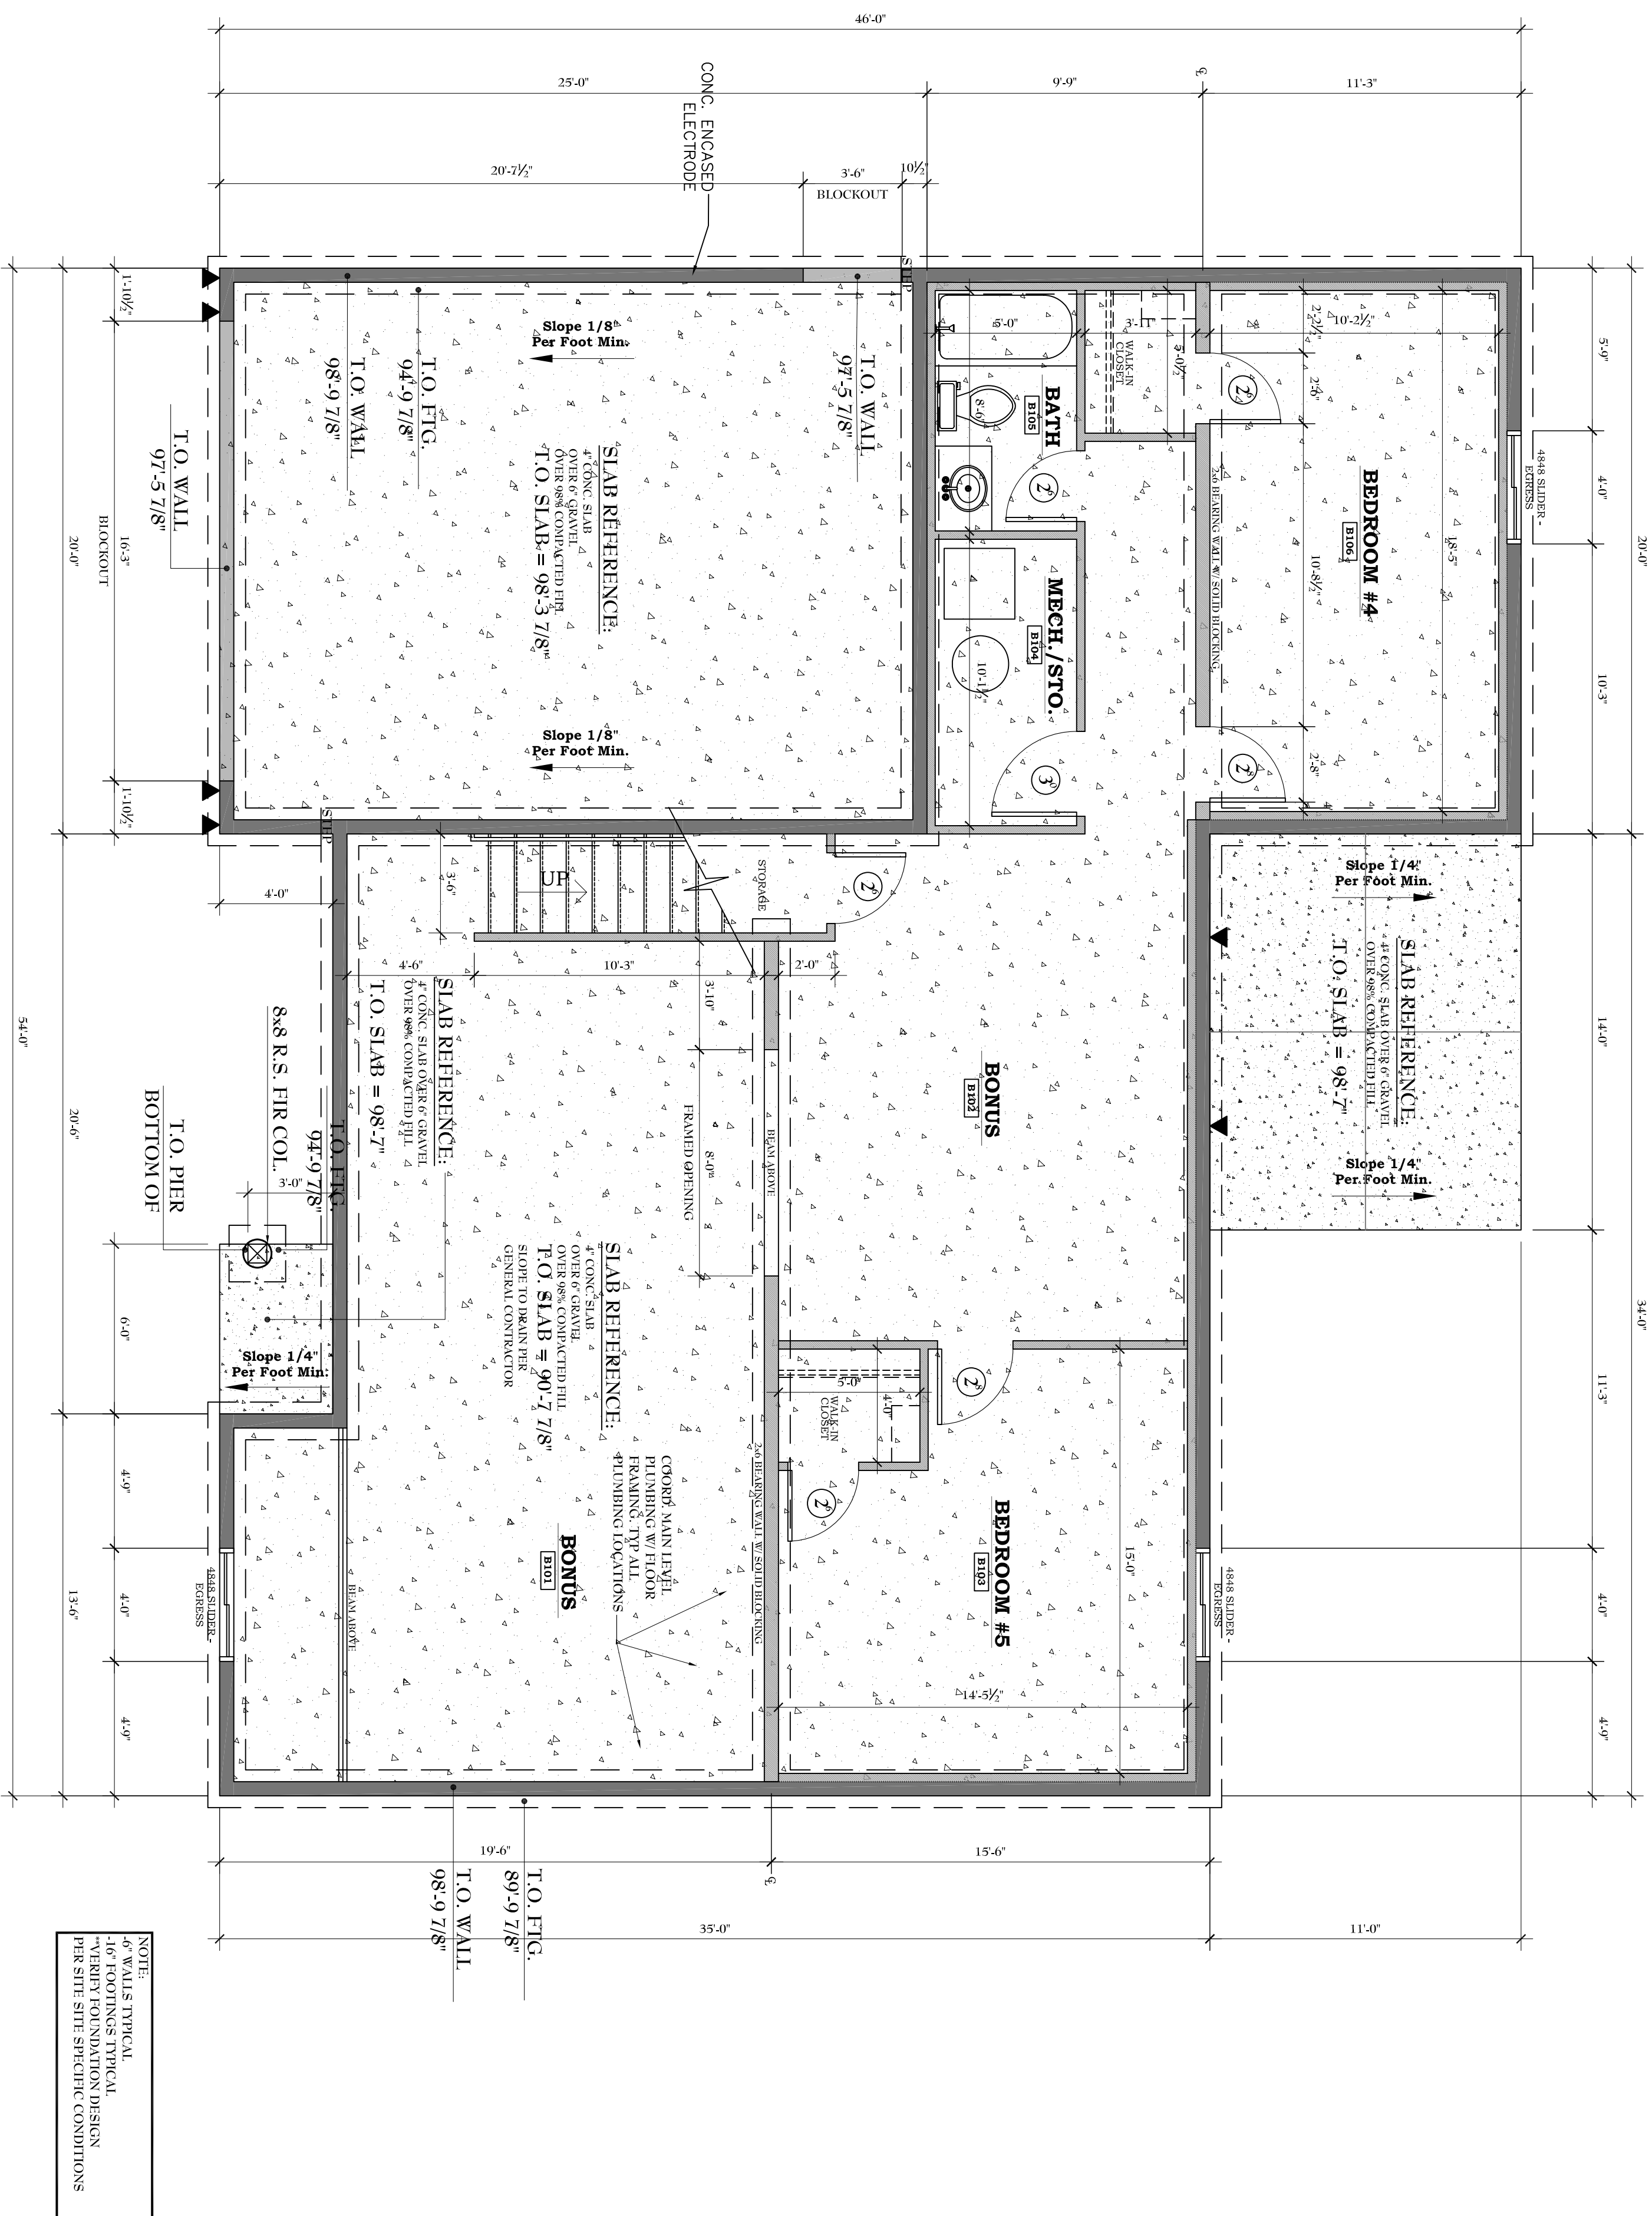 46'-0"
25'-0"
9'-9"
℄
11'-3"
CONC. ENCASED
ELECTRODE
20'-7½"
3'-6"
BLOCKOUT
10½"
STEP
1'-10½"
16'-3"
BLOCKOUT
1'-10½"
20'-0"
54'-0"
20'-6"
13'-6"
T.O. WALL
97'-5 7/8"
T.O. WALL
98'-9 7/8"
T.O. FTG.
94'-9 7/8"
Slope 1/8"
Per Foot Min.
T.O. WALL
97'-5 7/8"
SLAB REFERENCE:
4" CONC. SLAB
OVER 6" GRAVEL
OVER 98% COMPACTED FILL
T.O. SLAB = 98'-3 7/8"
Slope 1/8"
Per Foot Min.
5'-0"
8'-6"
BATH
B105
2⁶
3'-11"
5'-0½"
WALK-IN
CLOSET
2'-2½"
2'-6"
2⁶
10'-2½"
18'-5"
10'-8½"
2'-8"
4"
2⁸
BEDROOM #4
B106
2x6 BEARING WALL W/ SOLID BLOCKING
4848 SLIDER -
EGRESS
5'-9"
4'-0"
10'-3"
20'-0"
14'-0"
34'-0"
11'-3"
4'-0"
4'-9"
MECH./STO.
B104
10'-1½"
3⁰
STEP
4'-0"
3'-6"
UP
STORAGE
2⁶
4'-6"
10'-3"
2'-0"
3'-10"
8'-0"
FRAMED OPENING
BEAM ABOVE
BONUS
B102
Slope 1/4"
Per Foot Min.
SLAB REFERENCE:
4" CONC. SLAB OVER 6" GRAVEL
OVER 98% COMPACTED FILL
T.O. SLAB = 98'-7"
Slope 1/4"
Per Foot Min.
SLAB REFERENCE:
4" CONC. SLAB OVER 6" GRAVEL
OVER 98% COMPACTED FILL
T.O. SLAB = 98'-7"
8x8 R.S. FIR COL.
T.O. FTG.
94'-9 7/8"
T.O. PIER
BOTTOM OF
3'-0"
6'-0"
Slope 1/4"
Per Foot Min.
4'-9"
4'-0"
4'-9"
4848 SLIDER -
EGRESS
BEAM ABOVE
SLAB REFERENCE:
4" CONC. SLAB
OVER 6" GRAVEL
OVER 98% COMPACTED FILL
T.O. SLAB = 90'-7 7/8"
SLOPE TO DRAIN PER
GENERAL CONTRACTOR
COORD. MAIN LEVEL
PLUMBING W/ FLOOR
FRAMING. TYP ALL
PLUMBING LOCATIONS
BONUS
B101
2x6 BEARING WALL W/ SOLID BLOCKING
5'-0"
4'-0"
WALK-IN
CLOSET
2⁸
2⁶
BEDROOM #5
B103
15'-0"
14'-5½"
4848 SLIDER -
EGRESS
19'-6"
℄
15'-6"
T.O. WALL
98'-9 7/8"
T.O. FTG.
89'-9 7/8"
35'-0"
11'-0"
NOTE:
-6" WALLS TYPICAL
-16" FOOTINGS TYPICAL
**VERIFY FOUNDATION DESIGN
PER SITE SITE SPECIFIC CONDITIONS